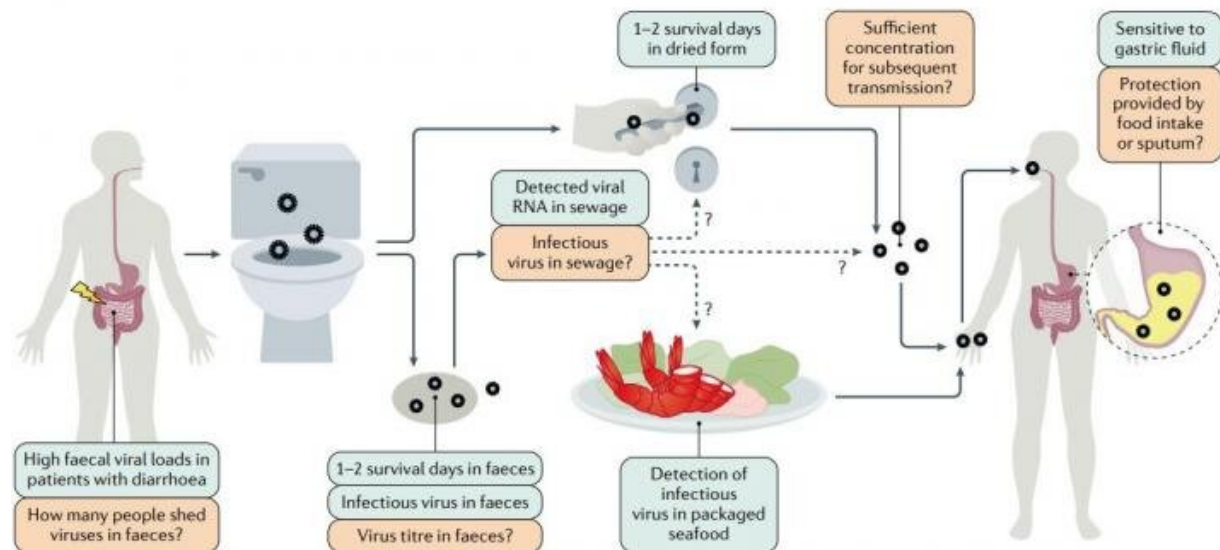 1–2 survival days
in dried form
Sufficient
concentration
for subsequent
transmission?
Sensitive to
gastric fluid
Protection
provided by
food intake
or sputum?
Detected viral
RNA in sewage
Infectious
virus in sewage?
?
?
?
High faecal viral loads in
patients with diarrhoea
How many people shed
viruses in faeces?
1–2 survival days in faeces
Infectious virus in faeces
Virus titre in faeces?
Detection of
infectious
virus in packaged
seafood